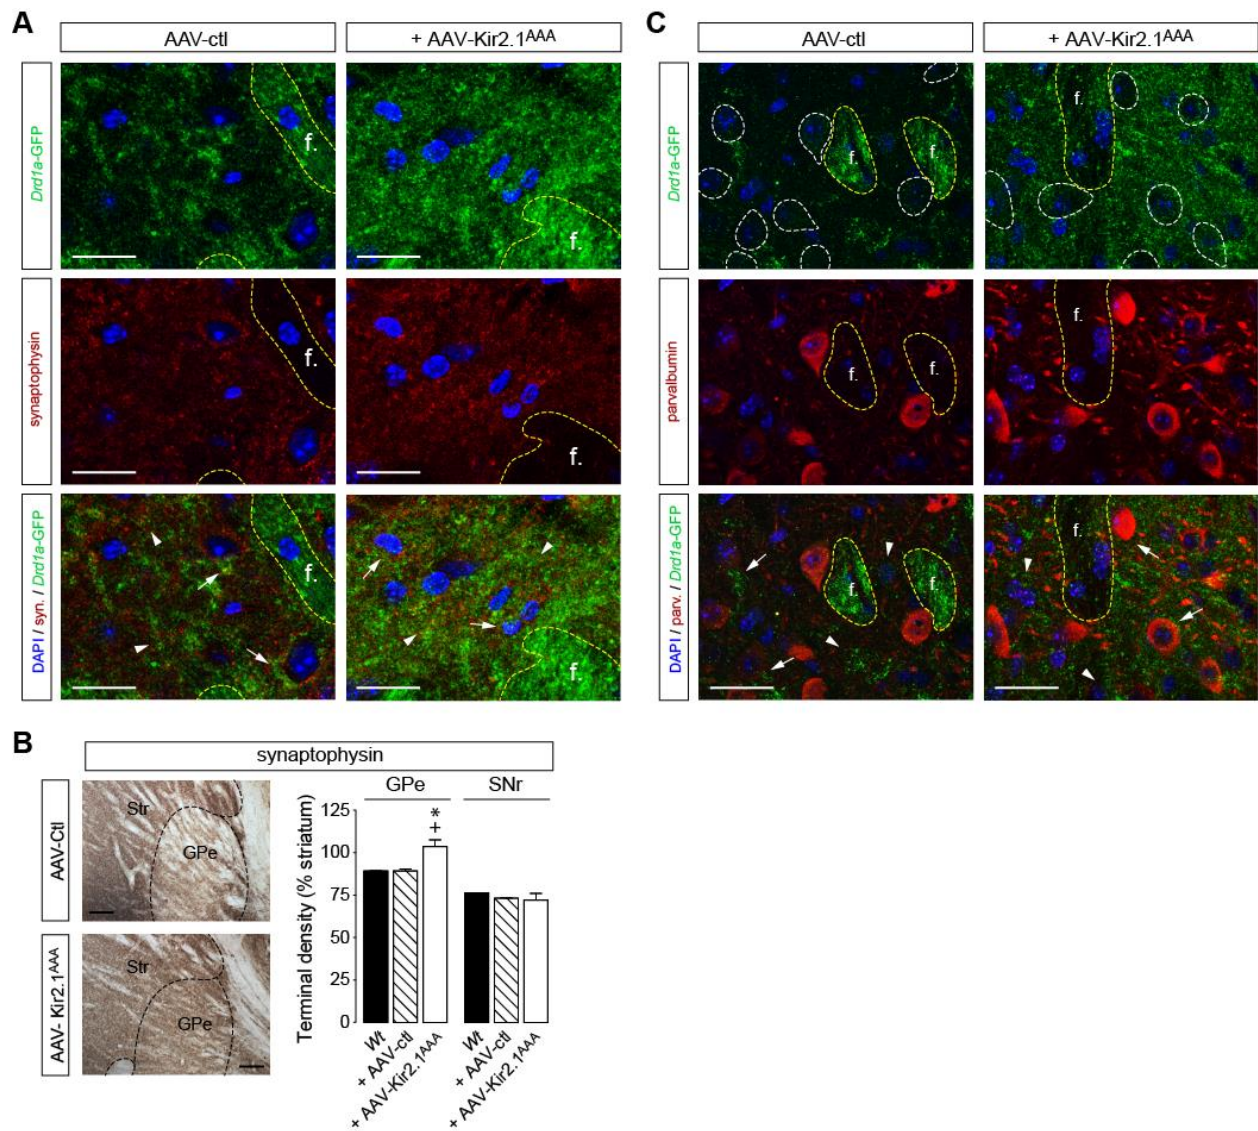 A
AAV-ctl
+ AAV-Kir2.1AAA
Drd1a-GFP
f.
f.
synaptophysin
f.
f.
DAPI / syn. / Drd1a-GFP
f.
f.
C
AAV-ctl
+ AAV-Kir2.1AAA
Drd1a-GFP
f.
f.
f.
parvalbumin
f.
f.
f.
DAPI / parv. / Drd1a-GFP
f.
f.
f.
B
synaptophysin
AAV-Ctl
Str
GPe
AAV- Kir2.1AAA
Str
GPe
GPe
SNr
Terminal density (% striatum)
125
100
75
50
25
0
*
+
Wt
+ AAV-ctl
+ AAV-Kir2.1AAA
Wt
+ AAV-ctl
+ AAV-Kir2.1AAA